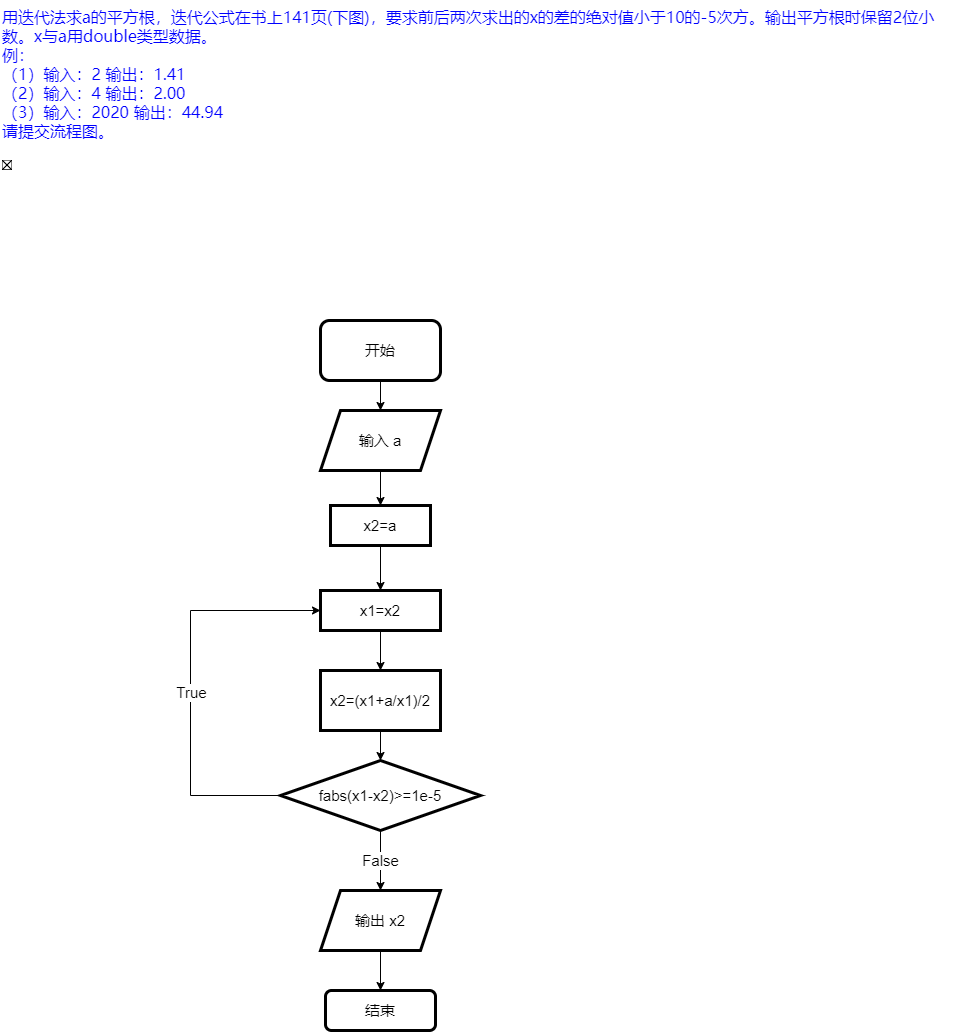 用迭代法求a的平方根，迭代公式在书上141页(下图)，要求前后两次求出的x的差的绝对值小于10的-5次方。输出平方根时保留2位小
数。x与a用double类型数据。
例：
（1）输入：2 输出：1.41
（2）输入：4 输出：2.00
（3）输入：2020 输出：44.94
请提交流程图。
开始
输入 a
x2=a
x1=x2
True
x2=(x1+a/x1)/2
fabs(x1-x2)>=1e-5
False
输出 x2
结束